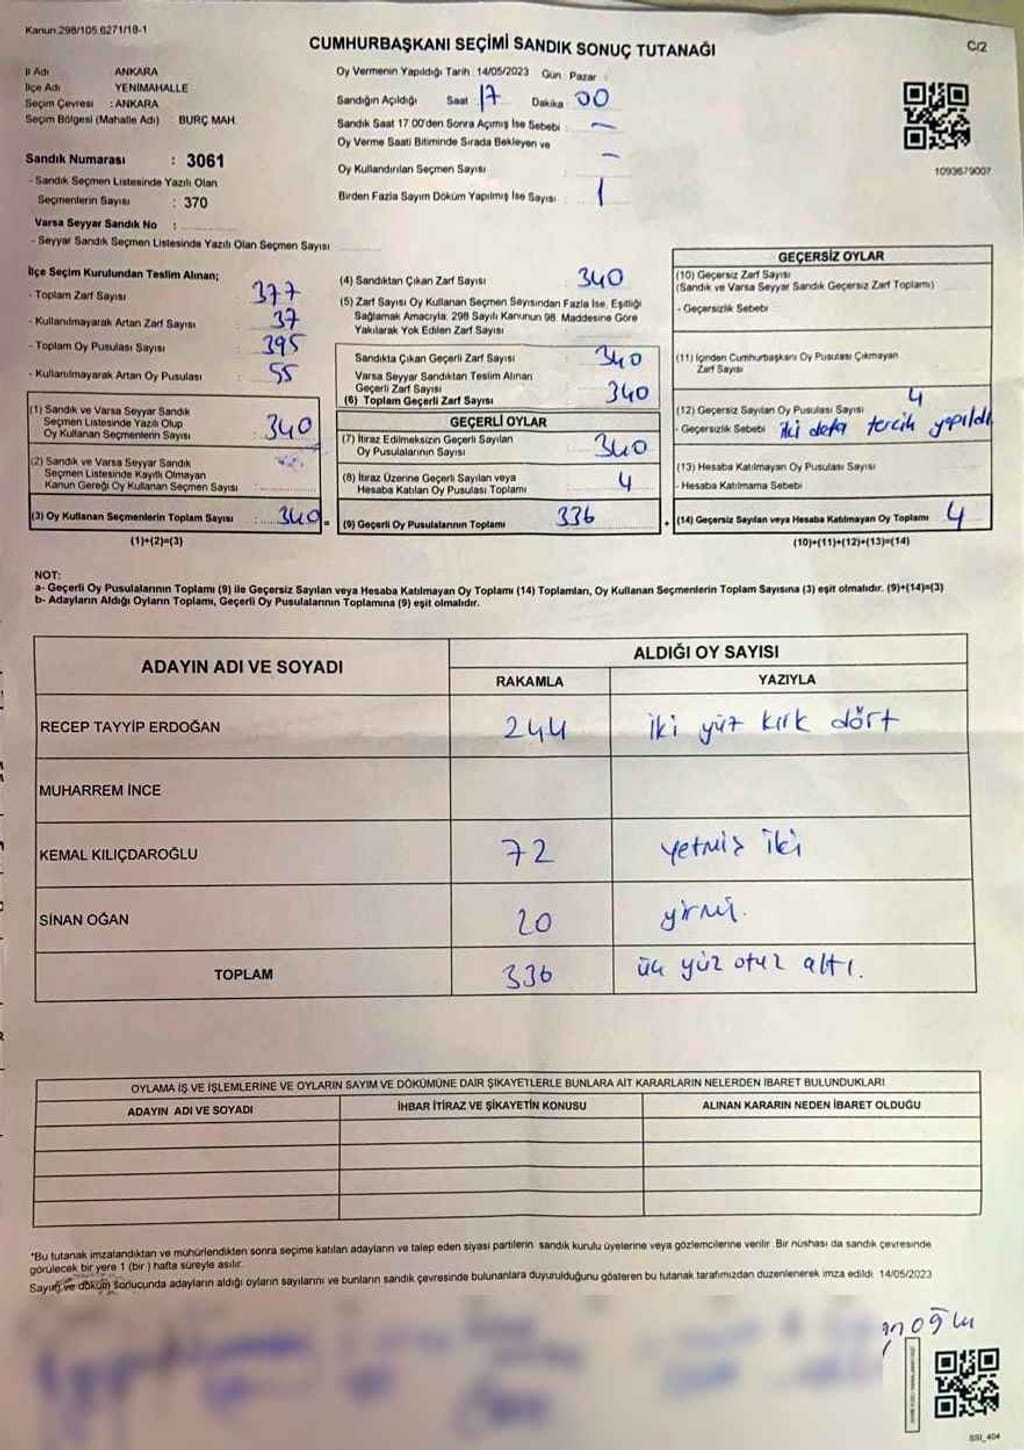 Kanun.298/105.6271/18-1
CUMHURBAŞKANI SEÇİMİ SANDIK SONUÇ TUTANAĞI
C/2
İl Adı ANKARA
İlçe Adı YENİMAHALLE
Seçim Çevresi : ANKARA
Seçim Bölgesi (Mahalle Adı) BURÇ MAH.
Sandık Numarası : 3061
- Sandık Seçmen Listesinde Yazılı Olan
Seçmenlerin Sayısı : 370
Varsa Seyyar Sandık No :
- Seyyar Sandık Seçmen Listesinde Yazılı Olan Seçmen Sayısı
Oy Vermenin Yapıldığı Tarih : 14/05/2023 Gün : Pazar
Sandığın Açıldığı Saat 17 Dakika 00
Sandık Saat 17:00'den Sonra Açımış İse Sebebi : -
Oy Verme Saati Bitiminde Sırada Bekleyen ve
Oy Kullandırılan Seçmen Sayısı -
Birden Fazla Sayım Döküm Yapılmış İse Sayısı 1
1093679007
İlçe Seçim Kurulundan Teslim Alınan;
- Toplam Zarf Sayısı 377
- Kullanılmayarak Artan Zarf Sayısı 37
- Toplam Oy Pusulası Sayısı 395
- Kullanılmayarak Artan Oy Pusulası 55
(1) Sandık ve Varsa Seyyar Sandık
Seçmen Listesinde Yazılı Olup
Oy Kullanan Seçmenlerin Sayısı 340
(2) Sandık ve Varsa Seyyar Sandık
Seçmen Listesinde Kayıtlı Olmayan
Kanun Gereği Oy Kullanan Seçmen Sayısı
(3) Oy Kullanan Seçmenlerin Toplam Sayısı 340 =
(1)+(2)=(3)
(4) Sandıktan Çıkan Zarf Sayısı 340
(5) Zarf Sayısı Oy Kullanan Seçmen Sayısından Fazla İse, Eşitliği
Sağlamak Amacıyla, 298 Sayılı Kanunun 98. Maddesine Göre
Yakılarak Yok Edilen Zarf Sayısı
Sandıkta Çıkan Geçerli Zarf Sayısı 340
Varsa Seyyar Sandıktan Teslim Alınan
Geçerli Zarf Sayısı
(6) Toplam Geçerli Zarf Sayısı 340
GEÇERLİ OYLAR
(7) İtiraz Edilmeksizin Geçerli Sayılan
Oy Pusulalarının Sayısı 340
(8) İtiraz Üzerine Geçerli Sayılan veya
Hesaba Katılan Oy Pusulası Toplamı 4
(9) Geçerli Oy Pusulalarının Toplamı 336 +
GEÇERSİZ OYLAR
(10) Geçersiz Zarf Sayısı
(Sandık ve Varsa Seyyar Sandık Geçersiz Zarf Toplamı)
- Geçersizlik Sebebi
(11) İçinden Cumhurbaşkanı Oy Pusulası Çıkmayan
Zarf Sayısı
(12) Geçersiz Sayılan Oy Pusulası Sayısı 4
- Geçersizlik Sebebi iki defa tercih yapıldı
(13) Hesaba Katılmayan Oy Pusulası Sayısı
- Hesaba Katılmama Sebebi
(14) Geçersiz Sayılan veya Hesaba Katılmayan Oy Toplamı 4
(10)+(11)+(12)+(13)=(14)
NOT:
a- Geçerli Oy Pusulalarının Toplamı (9) ile Geçersiz Sayılan veya Hesaba Katılmayan Oy Toplamı (14) Toplamları, Oy Kullanan Seçmenlerin Toplam Sayısına (3) eşit olmalıdır. (9)+(14)=(3)
b- Adayların Aldığı Oyların Toplamı, Geçerli Oy Pusulalarının Toplamına (9) eşit olmalıdır.
ADAYIN ADI VE SOYADI
ALDIĞI OY SAYISI
RAKAMLA YAZIYLA
RECEP TAYYİP ERDOĞAN 244 iki yüz kırk dört
MUHARREM İNCE
KEMAL KILIÇDAROĞLU 72 yetmiş iki
SİNAN OĞAN 20 yirmi.
TOPLAM 336 üç yüz otuz altı.
OYLAMA İŞ VE İŞLEMLERİNE VE OYLARIN SAYIM VE DÖKÜMÜNE DAİR ŞİKAYETLERLE BUNLARA AİT KARARLARIN NELERDEN İBARET BULUNDUKLARI
ADAYIN ADI VE SOYADI İHBAR İTİRAZ VE ŞİKAYETİN KONUSU ALINAN KARARIN NEDEN İBARET OLDUĞU
*Bu tutanak imzalandıktan ve mühürlendikten sonra seçime katılan adayların ve talep eden siyasi partilerin sandık kurulu üyelerine veya gözlemcilerine verilir. Bir nüshası da sandık çevresinde
görülecek bir yere 1 (bir) hafta süreyle asılır.
Sayım ve döküm sonucunda adayların aldığı oyların sayılarını ve bunların sandık çevresinde bulunanlara duyurulduğunu gösteren bu tutanak tarafımızdan düzenlenerek imza edildi. 14/05/2023
SSI_404